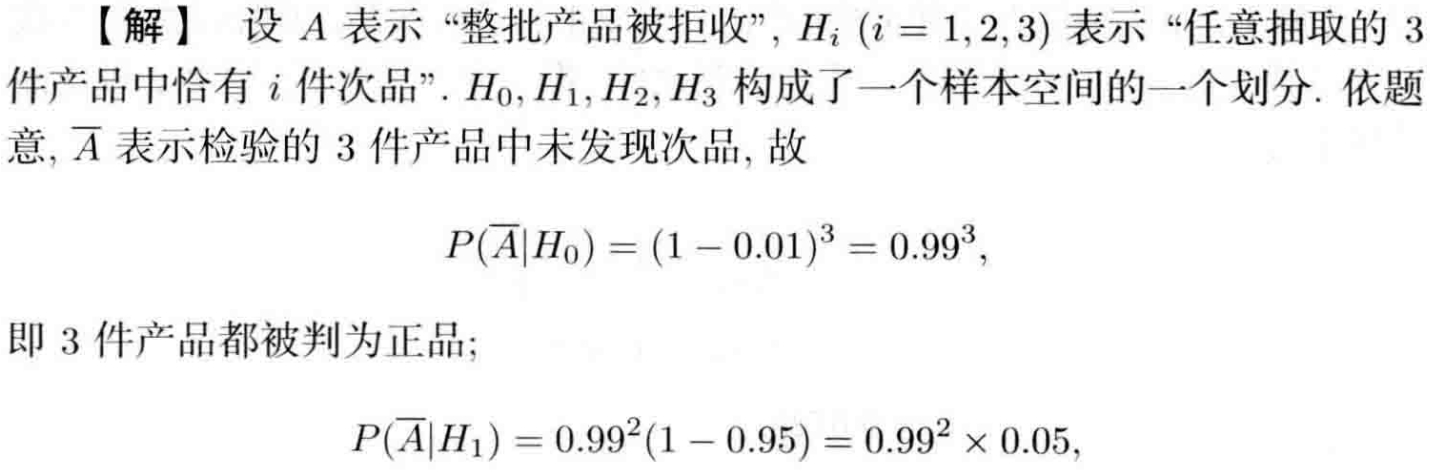 【解】 设 A 表示 “整批产品被拒收”, H_i (i = 1, 2, 3) 表示 “任意抽取的 3
件产品中恰有 i 件次品”. H_0, H_1, H_2, H_3 构成了一个样本空间的一个划分. 依题
意, \overline{A} 表示检验的 3 件产品中未发现次品, 故
P(\overline{A}|H_0) = (1 − 0.01)^3 = 0.99^3,
即 3 件产品都被判为正品;
P(\overline{A}|H_1) = 0.99^2(1 − 0.95) = 0.99^2 × 0.05,